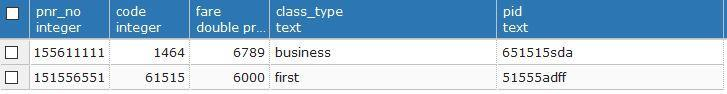 pnr_no code fare class_type pid
integer integer double pr... text text
155611111 1464 6789 business 651515sda
151556551 61515 6000 first 51555adff